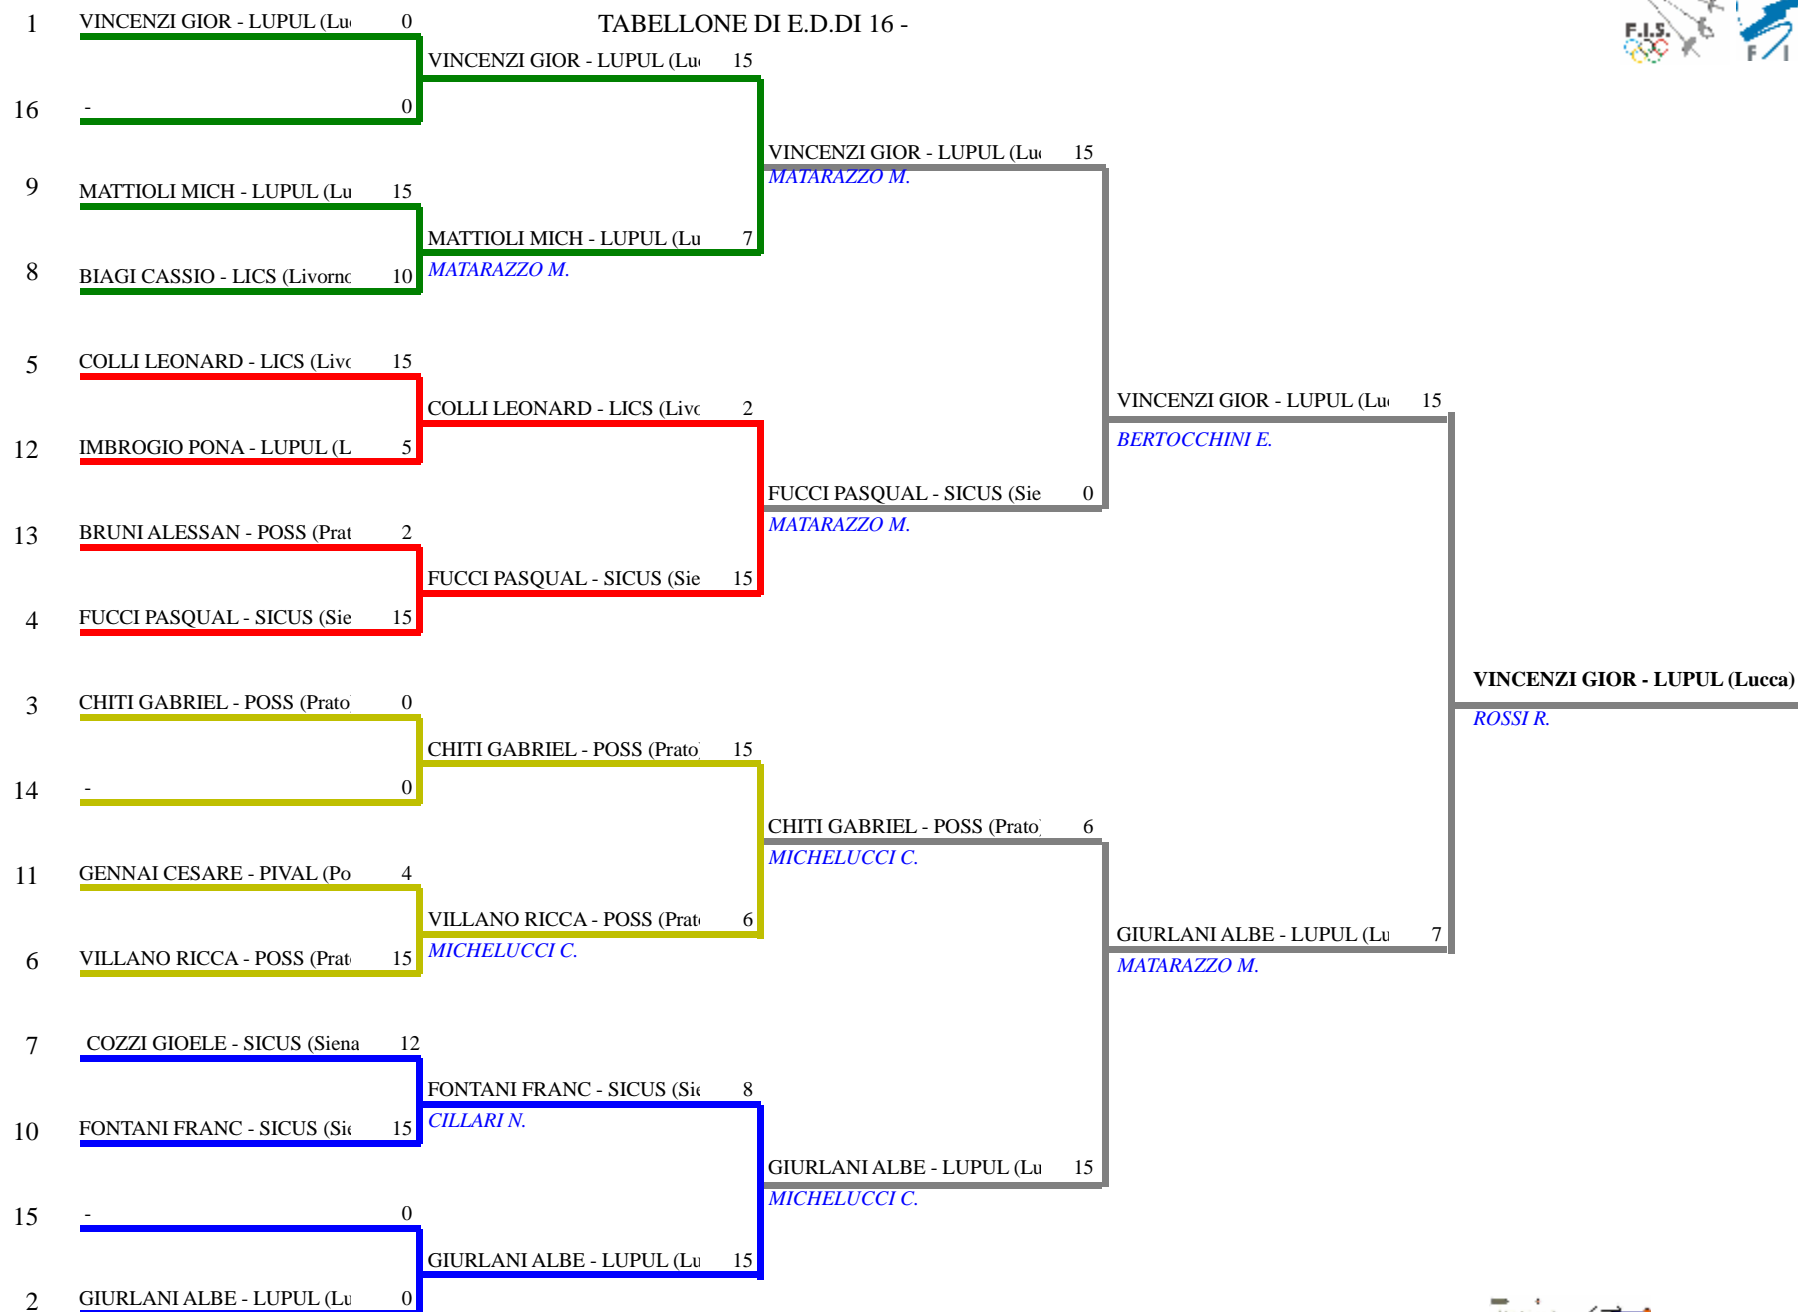 TABELLONE DI E.D.DI 16 -
F.I.S.
F I
1 VINCENZI GIOR - LUPUL (Lu 0
VINCENZI GIOR - LUPUL (Lu 15
16 - 0
VINCENZI GIOR - LUPUL (Lu 15
MATARAZZO M.
9 MATTIOLI MICH - LUPUL (Lu 15
MATTIOLI MICH - LUPUL (Lu 7
MATARAZZO M.
8 BIAGI CASSIO - LICS (Livorno 10
5 COLLI LEONARD - LICS (Livo 15
COLLI LEONARD - LICS (Livo 2
VINCENZI GIOR - LUPUL (Lu 15
BERTOCCHINI E.
12 IMBROGIO PONA - LUPUL (L 5
FUCCI PASQUAL - SICUS (Sie 0
MATARAZZO M.
13 BRUNI ALESSAN - POSS (Prat 2
FUCCI PASQUAL - SICUS (Sie 15
4 FUCCI PASQUAL - SICUS (Sie 15
VINCENZI GIOR - LUPUL (Lucca)
ROSSI R.
3 CHITI GABRIEL - POSS (Prato) 0
CHITI GABRIEL - POSS (Prato) 15
14 - 0
CHITI GABRIEL - POSS (Prato) 6
MICHELUCCI C.
11 GENNAI CESARE - PIVAL (Po 4
VILLANO RICCA - POSS (Prat 6
MICHELUCCI C.
GIURLANI ALBE - LUPUL (Lu 7
MATARAZZO M.
6 VILLANO RICCA - POSS (Prat 15
7 COZZI GIOELE - SICUS (Siena 12
FONTANI FRANC - SICUS (Sie 8
CILLARI N.
10 FONTANI FRANC - SICUS (Sie 15
GIURLANI ALBE - LUPUL (Lu 15
MICHELUCCI C.
15 - 0
GIURLANI ALBE - LUPUL (Lu 15
2 GIURLANI ALBE - LUPUL (Lu 0